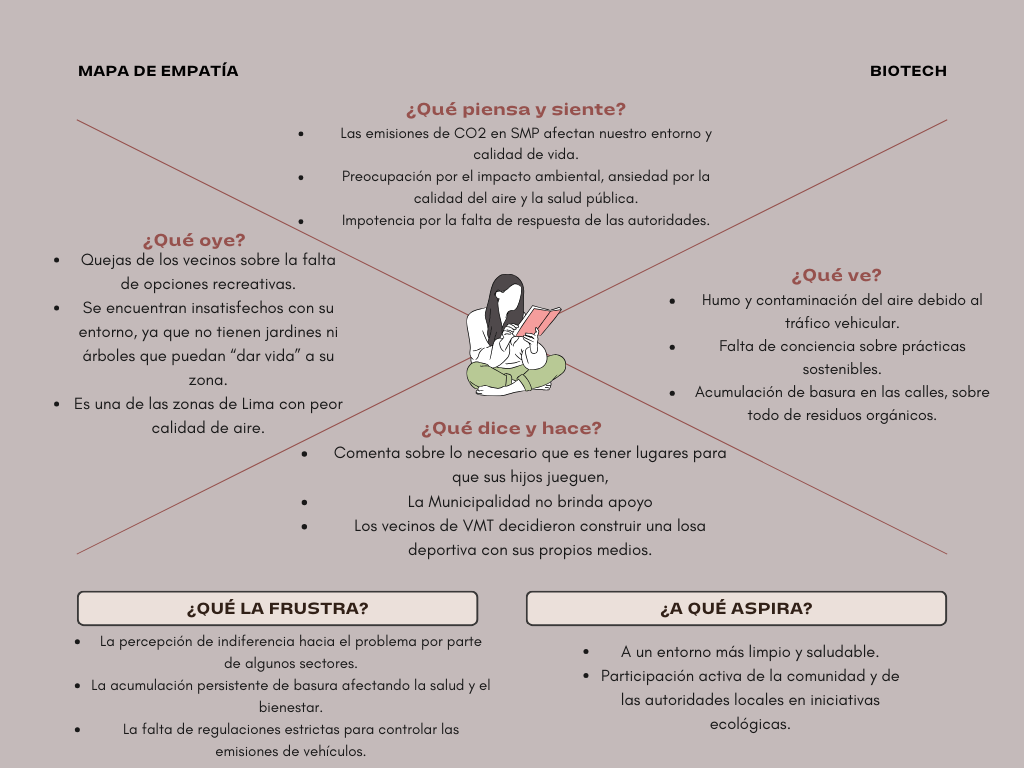 MAPA DE EMPATÍA
BIOTECH
¿Qué piensa y siente?
• Las emisiones de CO2 en SMP afectan nuestro entorno y
calidad de vida.
• Preocupación por el impacto ambiental, ansiedad por la
calidad del aire y la salud pública.
• Impotencia por la falta de respuesta de las autoridades.
¿Qué oye?
• Quejas de los vecinos sobre la falta
de opciones recreativas.
• Se encuentran insatisfechos con su
entorno, ya que no tienen jardines ni
árboles que puedan “dar vida” a su
zona.
• Es una de las zonas de Lima con peor
calidad de aire.
¿Qué ve?
• Humo y contaminación del aire debido al
tráfico vehicular.
• Falta de conciencia sobre prácticas
sostenibles.
• Acumulación de basura en las calles, sobre
todo de residuos orgánicos.
¿Qué dice y hace?
• Comenta sobre lo necesario que es tener lugares para
que sus hijos jueguen,
• La Municipalidad no brinda apoyo
• Los vecinos de VMT decidieron construir una losa
deportiva con sus propios medios.
¿QUÉ LA FRUSTRA?
• La percepción de indiferencia hacia el problema por parte
de algunos sectores.
• La acumulación persistente de basura afectando la salud y el
bienestar.
• La falta de regulaciones estrictas para controlar las
emisiones de vehículos.
¿A QUÉ ASPIRA?
• A un entorno más limpio y saludable.
• Participación activa de la comunidad y de
las autoridades locales en iniciativas
ecológicas.